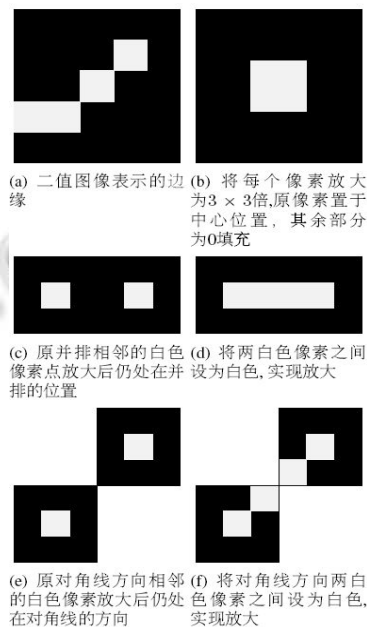 (a) 二值图像表示的边缘
(b) 将每个像素放大为3 × 3倍,原像素置于中心位置, 其余部分为0填充
(c) 原并排相邻的白色像素点放大后仍处在并排的位置
(d) 将两白色像素之间设为白色, 实现放大
(e) 原对角线方向相邻的白色像素放大后仍处在对角线的方向
(f) 将对角线方向两白色像素之间设为白色, 实现放大